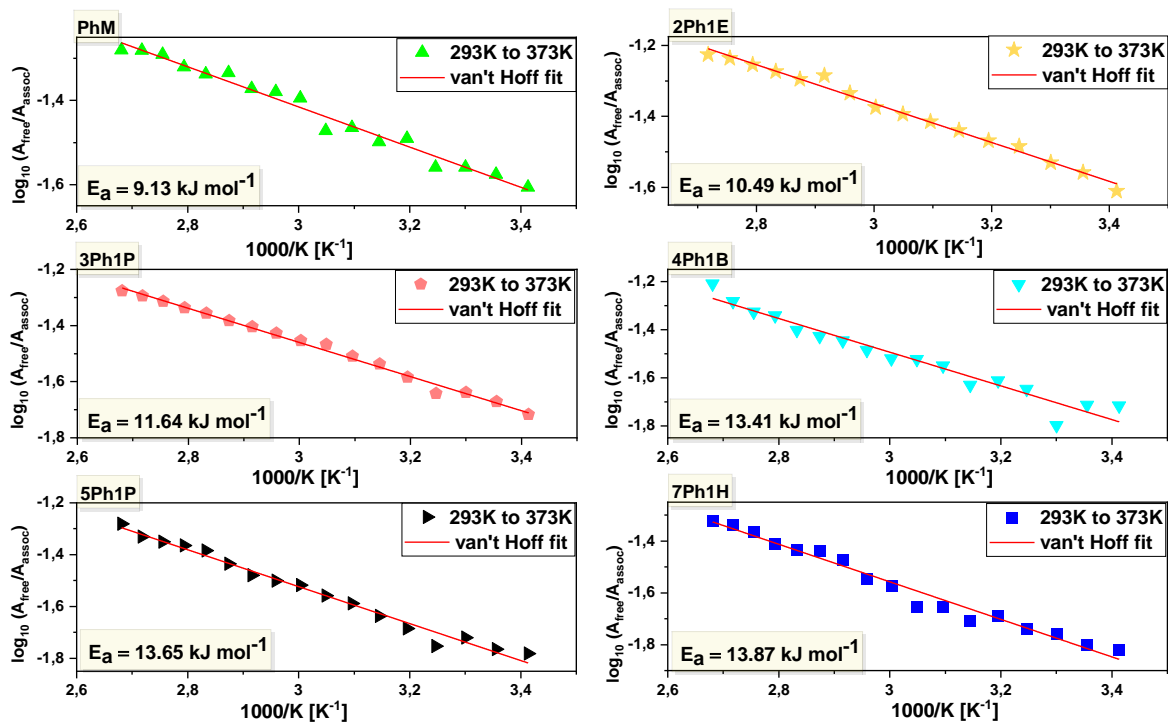 PhM
293K to 373K
van't Hoff fit
log10 (Afree/Aassoc)
-1,4
-1,6
Ea = 9.13 kJ mol-1
2,6 2,8 3 3,2 3,4
1000/K [K-1]
2Ph1E
293K to 373K
van't Hoff fit
log10 (Afree/Aassoc)
-1,2
-1,4
-1,6
Ea = 10.49 kJ mol-1
2,8 3 3,2 3,4
1000/K [K-1]
3Ph1P
293K to 373K
van't Hoff fit
log10 (Afree/Aassoc)
-1,2
-1,4
-1,6
-1,8
Ea = 11.64 kJ mol-1
2,6 2,8 3 3,2 3,4
1000/K [K-1]
4Ph1B
293K to 373K
van't Hoff fit
log10 (Afree/Aassoc)
-1,2
-1,4
-1,6
-1,8
Ea = 13.41 kJ mol-1
2,6 2,8 3 3,2 3,4
1000/K [K-1]
5Ph1P
293K to 373K
van't Hoff fit
log10 (Afree/Aassoc)
-1,2
-1,4
-1,6
-1,8
Ea = 13.65 kJ mol-1
2,6 2,8 3 3,2 3,4
1000/K [K-1]
7Ph1H
293K to 373K
van't Hoff fit
log10 (Afree/Aassoc)
-1,4
-1,6
-1,8
Ea = 13.87 kJ mol-1
2,6 2,8 3 3,2 3,4
1000/K [K-1]